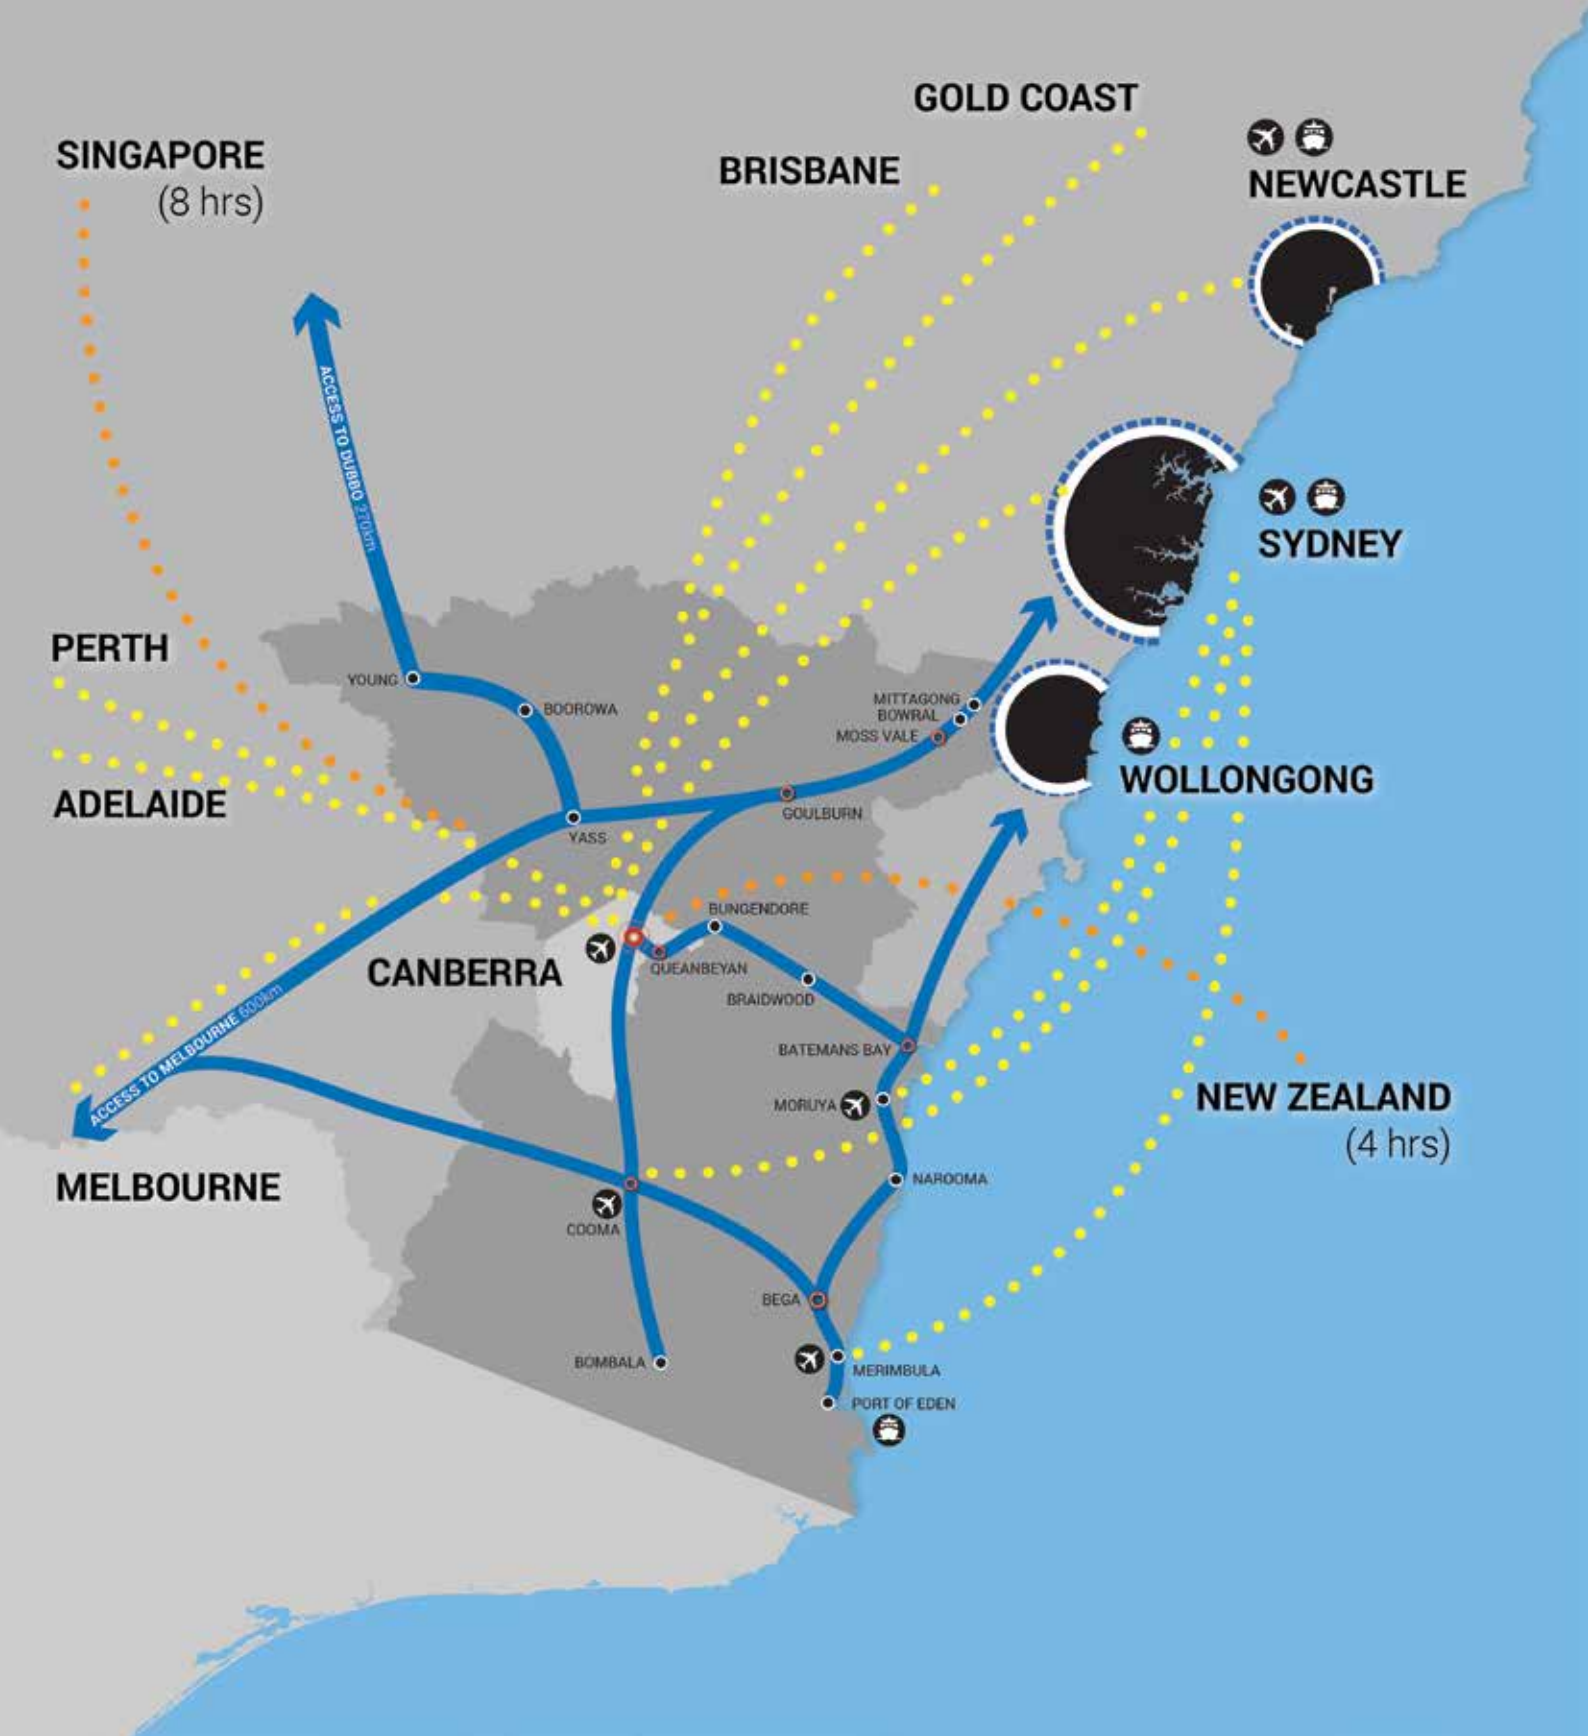 GOLD COAST
SINGAPORE
(8 hrs)
BRISBANE
NEWCASTLE
ACCESS TO DUBBO 270km
SYDNEY
PERTH
YOUNG
BOOROWA
MITTAGONG
BOWRAL
MOSS VALE
WOLLONGONG
ADELAIDE
GOULBURN
YASS
BUNGENDORE
CANBERRA
QUEANBEYAN
BRAIDWOOD
ACCESS TO MELBOURNE 600km
BATEMANS BAY
NEW ZEALAND
(4 hrs)
MORUYA
MELBOURNE
NAROOMA
COOMA
BEGA
BOMBALA
MERIMBULA
PORT OF EDEN